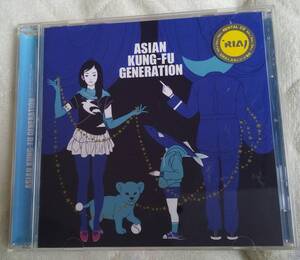 ASIAN
KUNG-FU
GENERATION
RIAJ
ASIAN KUNG-FU GENERATION